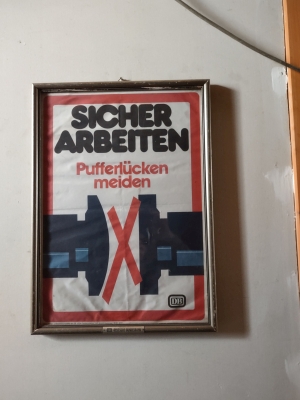 SICHER
ARBEITEN
Pufferlücken
meiden
DB